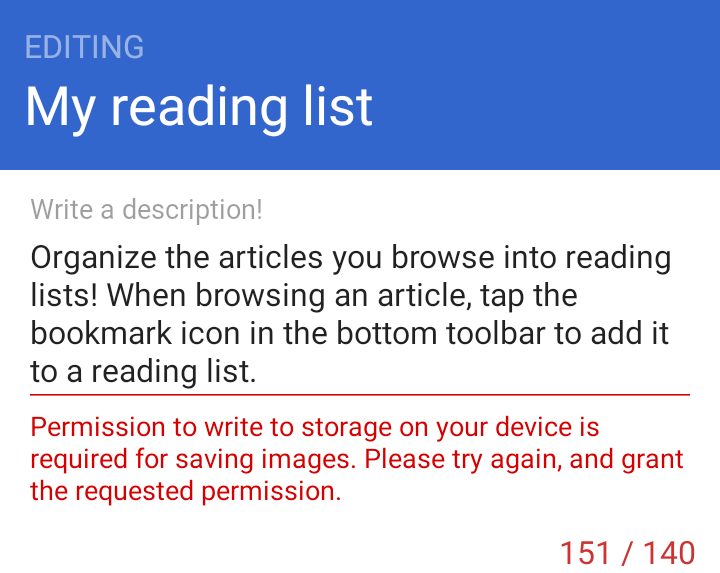 EDITING
My reading list
Write a description!
Organize the articles you browse into reading
lists! When browsing an article, tap the
bookmark icon in the bottom toolbar to add it
to a reading list.
Permission to write to storage on your device is
required for saving images. Please try again, and grant
the requested permission.
151 / 140